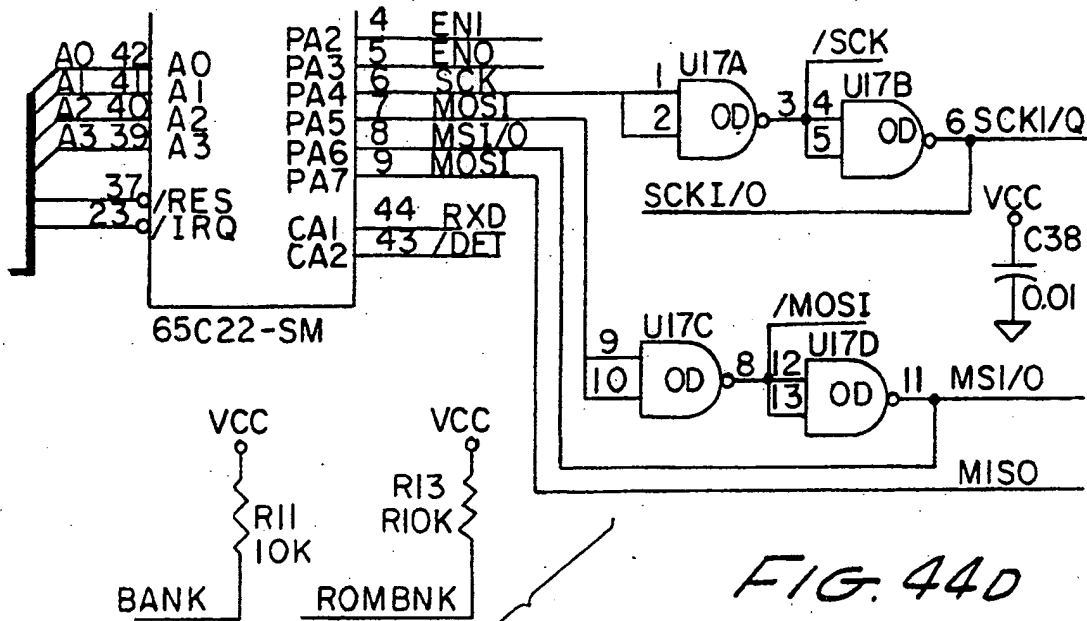 4 EN1
PA2
5 ENO
PA3
6 SCK
PA4
7 MOSI
PA5
8 MSI/O
PA6
9 MOSI
PA7
44 RXD
CA1
43 /DET
CA2
A0 42 A0
A1 41 A1
A2 40 A2
A3 39 A3
37 /RES
23 /IRQ
65C22-SM
/SCK
U17A
1
2
OD
3
U17B
4
5
OD
6 SCKI/Q
SCKI/O
VCC
C38
0.01
/MOSI
U17C
9
10
OD
8
U17D
12
13
OD
11 MSI/O
MISO
VCC
R11
10K
BANK
VCC
R13
R10K
ROMBNK
FIG. 44D